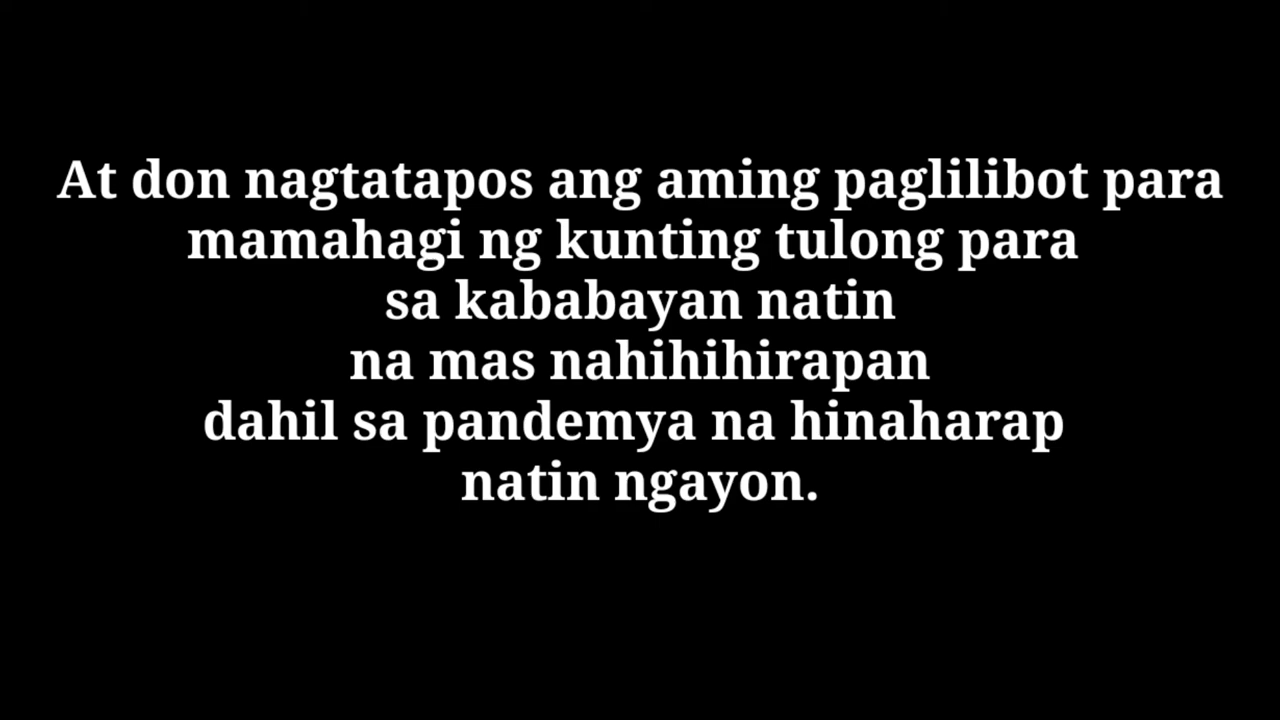 At don nagtatapos ang aming paglilibot para
mamahagi ng kunting tulong para
sa kababayan natin
na mas nahihihirapan
dahil sa pandemya na hinaharap
natin ngayon.